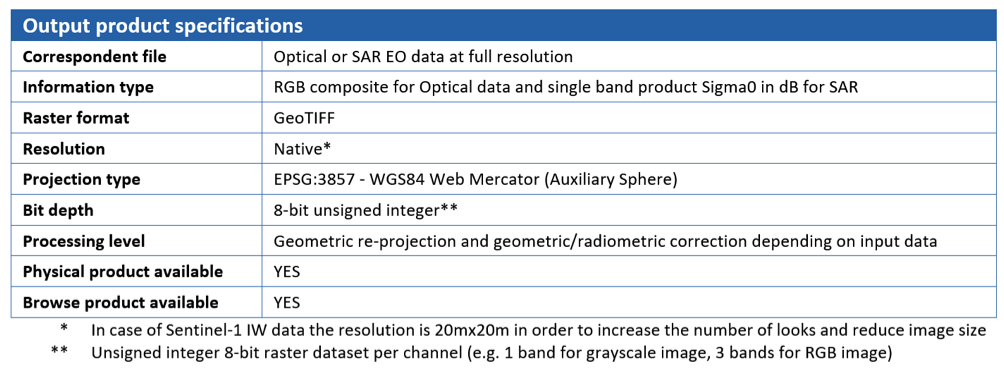 Output product specifications
Correspondent file Optical or SAR EO data at full resolution
Information type RGB composite for Optical data and single band product Sigma0 in dB for SAR
Raster format GeoTIFF
Resolution Native*
Projection type EPSG:3857 - WGS84 Web Mercator (Auxiliary Sphere)
Bit depth 8-bit unsigned integer**
Processing level Geometric re-projection and geometric/radiometric correction depending on input data
Physical product available YES
Browse product available YES
* In case of Sentinel-1 IW data the resolution is 20mx20m in order to increase the number of looks and reduce image size
** Unsigned integer 8-bit raster dataset per channel (e.g. 1 band for grayscale image, 3 bands for RGB image)